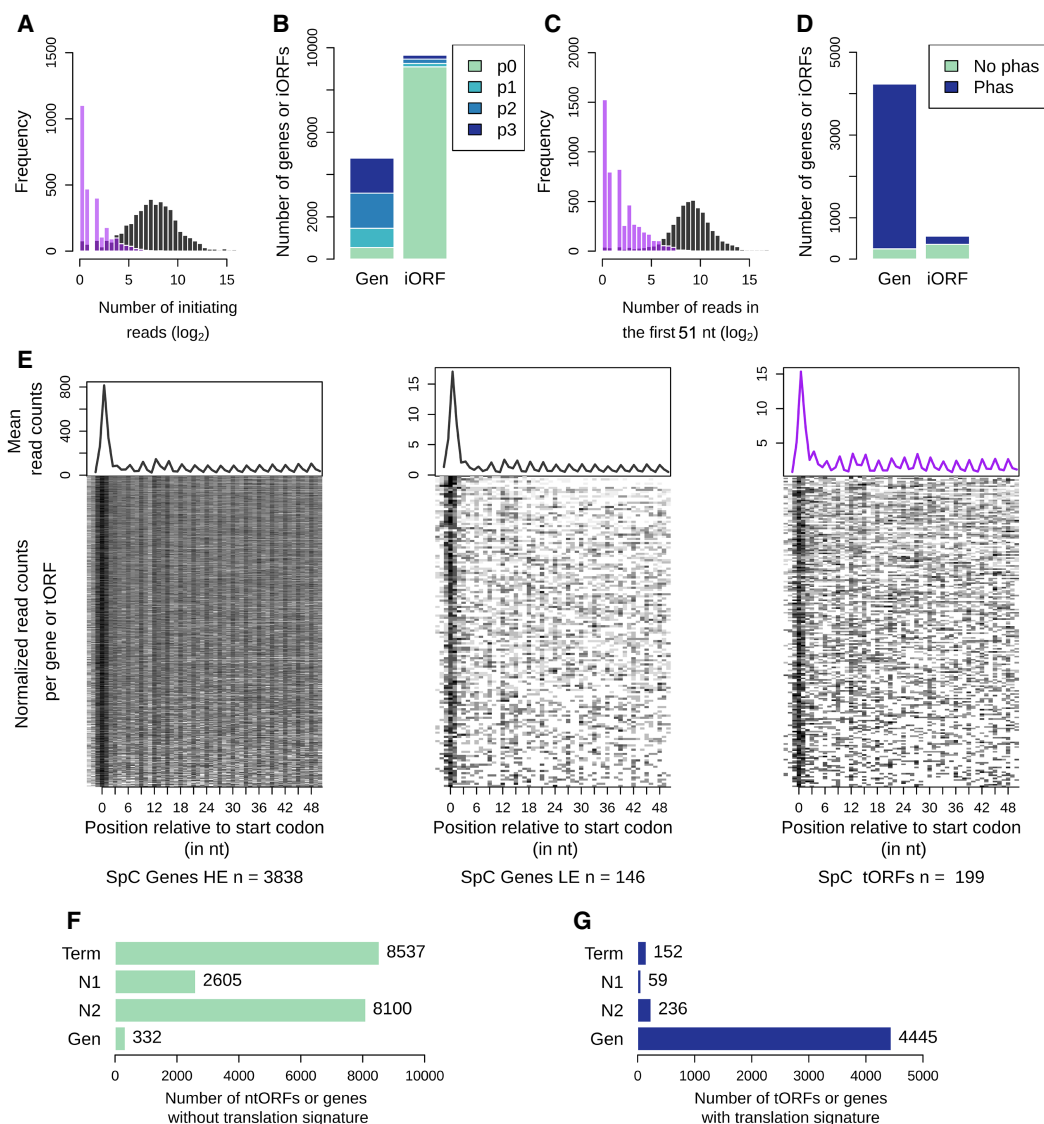 A
B
C
D
Frequency
1500
1000
500
0
0 5 10 15
Number of initiating
reads (log2)
Number of genes or iORFs
10000
6000
2000
0
Gen iORF
p0
p1
p2
p3
Frequency
2000
1500
1000
500
0
0 5 10 15
Number of reads in
the first 51 nt (log2)
Number of genes or iORFs
5000
3000
1000
0
No phas
Phas
E
Mean
read counts
800
400
0
15
10
5
0
15
10
5
Normalized read counts
per gene or tORF
0 6 12 18 24 30 36 42 48
Position relative to start codon
(in nt)
SpC Genes HE n = 3838
0 6 12 18 24 30 36 42 48
Position relative to start codon
(in nt)
SpC Genes LE n = 146
0 6 12 18 24 30 36 42 48
Position relative to start codon
(in nt)
SpC tORFs n = 199
F
Term 8537
N1 2605
N2 8100
Gen 332
0 2000 4000 6000 8000 10000
Number of ntORFs or genes
without translation signature
G
Term 152
N1 59
N2 236
Gen 4445
0 1000 2000 3000 4000 5000
Number of tORFs or genes
with translation signature